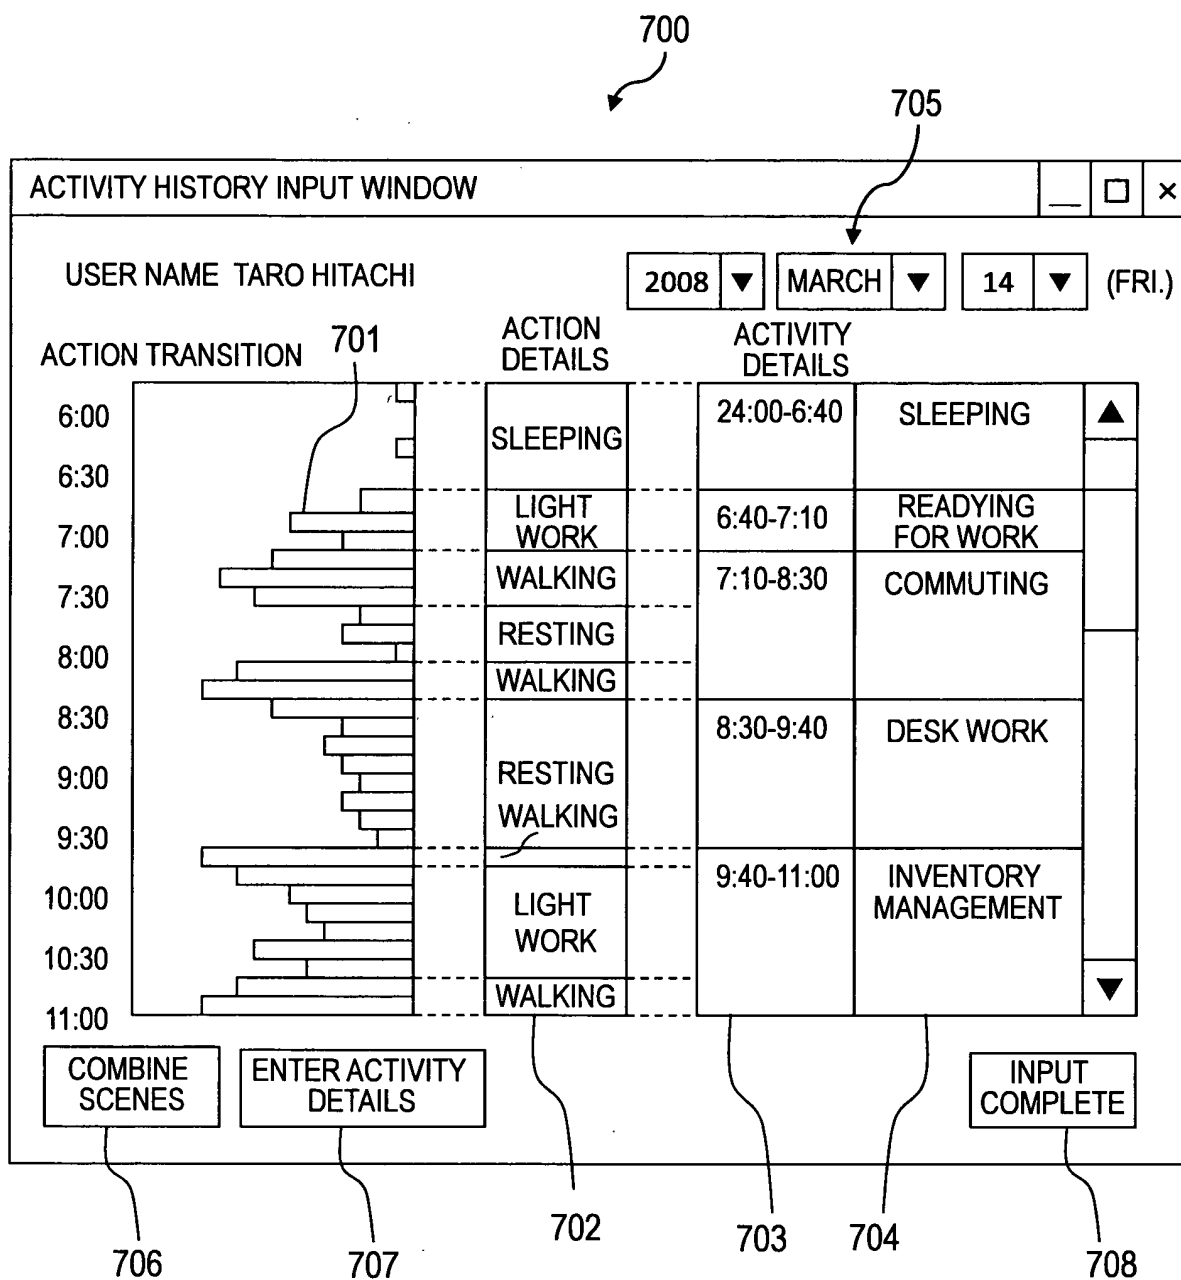 700
705
ACTIVITY HISTORY INPUT WINDOW
USER NAME TARO HITACHI
2008 ▼ MARCH ▼ 14 ▼ (FRI.)
ACTION TRANSITION
701
ACTION
DETAILS
ACTIVITY
DETAILS
6:00
6:30
7:00
7:30
8:00
8:30
9:00
9:30
10:00
10:30
11:00
SLEEPING
LIGHT
WORK
WALKING
RESTING
WALKING
RESTING
WALKING
LIGHT
WORK
WALKING
24:00-6:40 SLEEPING
6:40-7:10 READYING
FOR WORK
7:10-8:30 COMMUTING
8:30-9:40 DESK WORK
9:40-11:00 INVENTORY
MANAGEMENT
COMBINE
SCENES
ENTER ACTIVITY
DETAILS
INPUT
COMPLETE
706
707
702
703
704
708